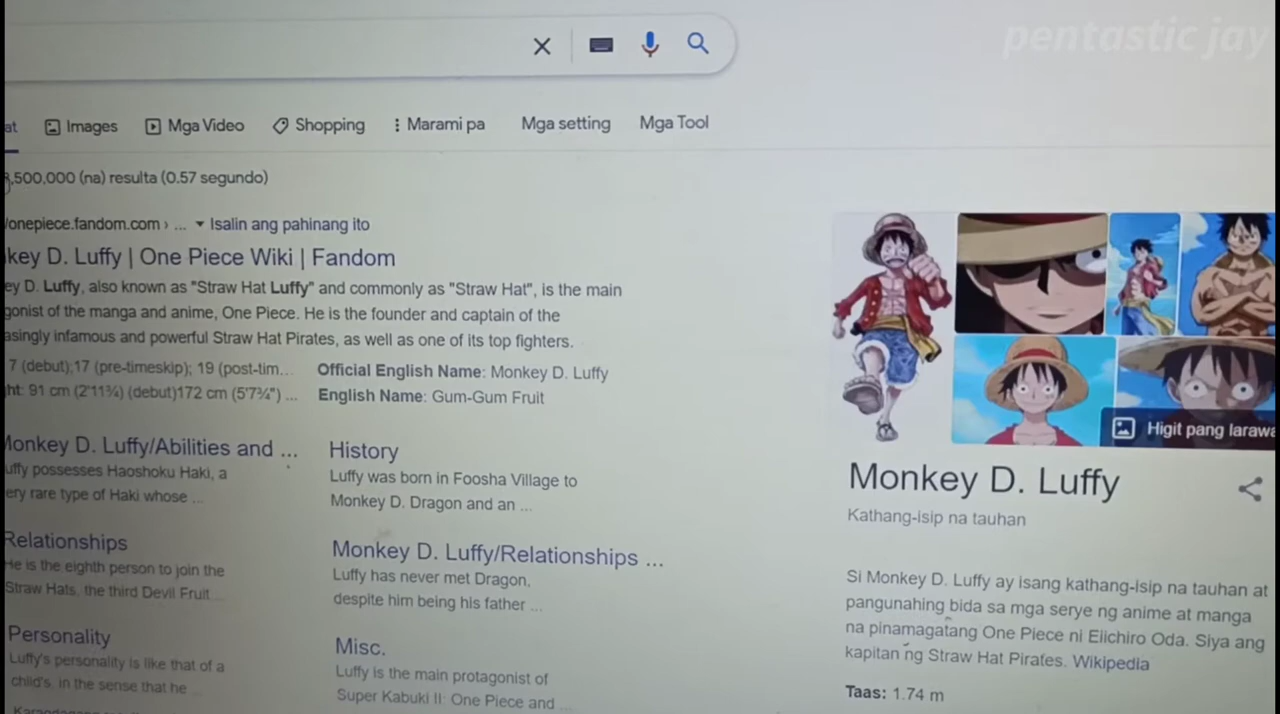 pentastic jay
Images Mga Video Shopping Marami pa Mga setting Mga Tool
,500,000 (na) resulta (0.57 segundo)
/onepiece.fandom.com › ... Isalin ang pahinang ito
key D. Luffy | One Piece Wiki | Fandom
ey D. Luffy, also known as "Straw Hat Luffy" and commonly as "Straw Hat", is the main
gonist of the manga and anime, One Piece. He is the founder and captain of the
asingly infamous and powerful Straw Hat Pirates, as well as one of its top fighters.
7 (debut);17 (pre-timeskip); 19 (post-tim...
Official English Name: Monkey D. Luffy
ht: 91 cm (2'11¾) (debut)172 cm (5'7¾") ...
English Name: Gum-Gum Fruit
Monkey D. Luffy/Abilities and ...
uffy possesses Haoshoku Haki, a
ery rare type of Haki whose ...
History
Luffy was born in Foosha Village to
Monkey D. Dragon and an ...
Relationships
He is the eighth person to join the
Straw Hats, the third Devil Fruit ...
Monkey D. Luffy/Relationships ...
Luffy has never met Dragon,
despite him being his father ...
Personality
Luffy's personality is like that of a
child's, in the sense that he ...
Misc.
Luffy is the main protagonist of
Super Kabuki II: One Piece and ...
Higit pang larawa
Monkey D. Luffy
Kathang-isip na tauhan
Si Monkey D. Luffy ay isang kathang-isip na tauhan at
pangunahing bida sa mga serye ng anime at manga
na pinamagatang One Piece ni Eiichiro Oda. Siya ang
kapitan ng Straw Hat Pirates. Wikipedia
Taas: 1.74 m